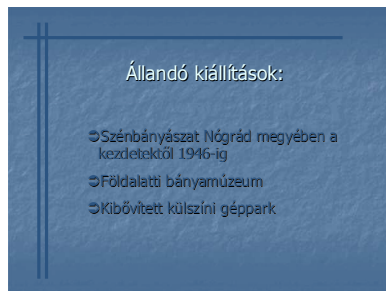 Állandó kiállítások:
➲Szénbányászat Nógrád megyében a
kezdetektől 1946-ig
➲Földalatti bányamúzeum
➲Kibővített külszíni géppark